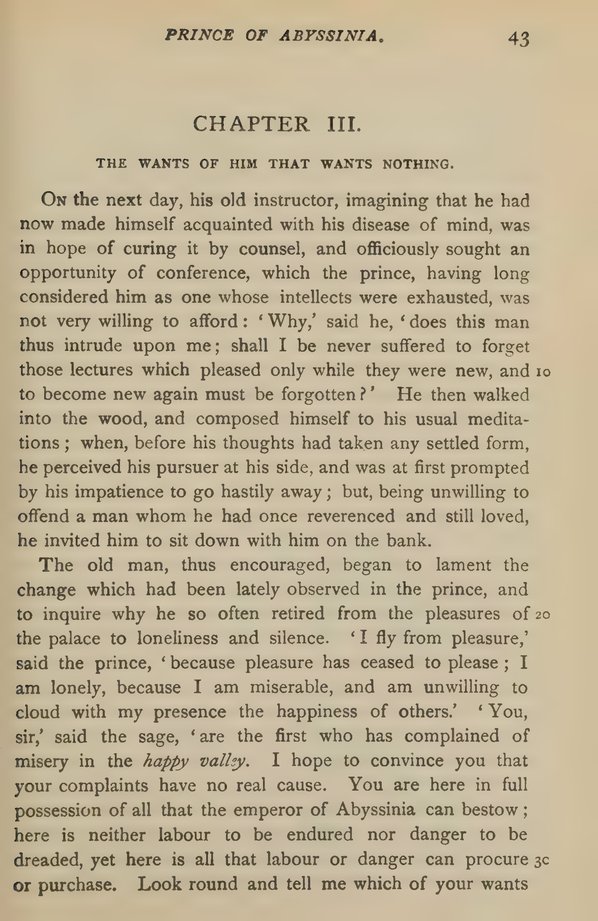 PRINCE OF ABYSSINIA. 43
CHAPTER III.
THE WANTS OF HIM THAT WANTS NOTHING.
ON the next day, his old instructor, imagining that he had
now made himself acquainted with his disease of mind, was
in hope of curing it by counsel, and officiously sought an
opportunity of conference, which the prince, having long
considered him as one whose intellects were exhausted, was
not very willing to afford : ‘ Why,’ said he, ‘ does this man
thus intrude upon me ; shall I be never suffered to forget
those lectures which pleased only while they were new, and 10
to become new again must be forgotten ? ’ He then walked
into the wood, and composed himself to his usual medita-
tions ; when, before his thoughts had taken any settled form,
he perceived his pursuer at his side, and was at first prompted
by his impatience to go hastily away ; but, being unwilling to
offend a man whom he had once reverenced and still loved,
he invited him to sit down with him on the bank.
The old man, thus encouraged, began to lament the
change which had been lately observed in the prince, and
to inquire why he so often retired from the pleasures of 20
the palace to loneliness and silence. ‘ I fly from pleasure,’
said the prince, ‘ because pleasure has ceased to please ; I
am lonely, because I am miserable, and am unwilling to
cloud with my presence the happiness of others.’ ‘ You,
sir,’ said the sage, ‘ are the first who has complained of
misery in the happy valley. I hope to convince you that
your complaints have no real cause. You are here in full
possession of all that the emperor of Abyssinia can bestow ;
here is neither labour to be endured nor danger to be
dreaded, yet here is all that labour or danger can procure 30
or purchase. Look round and tell me which of your wants